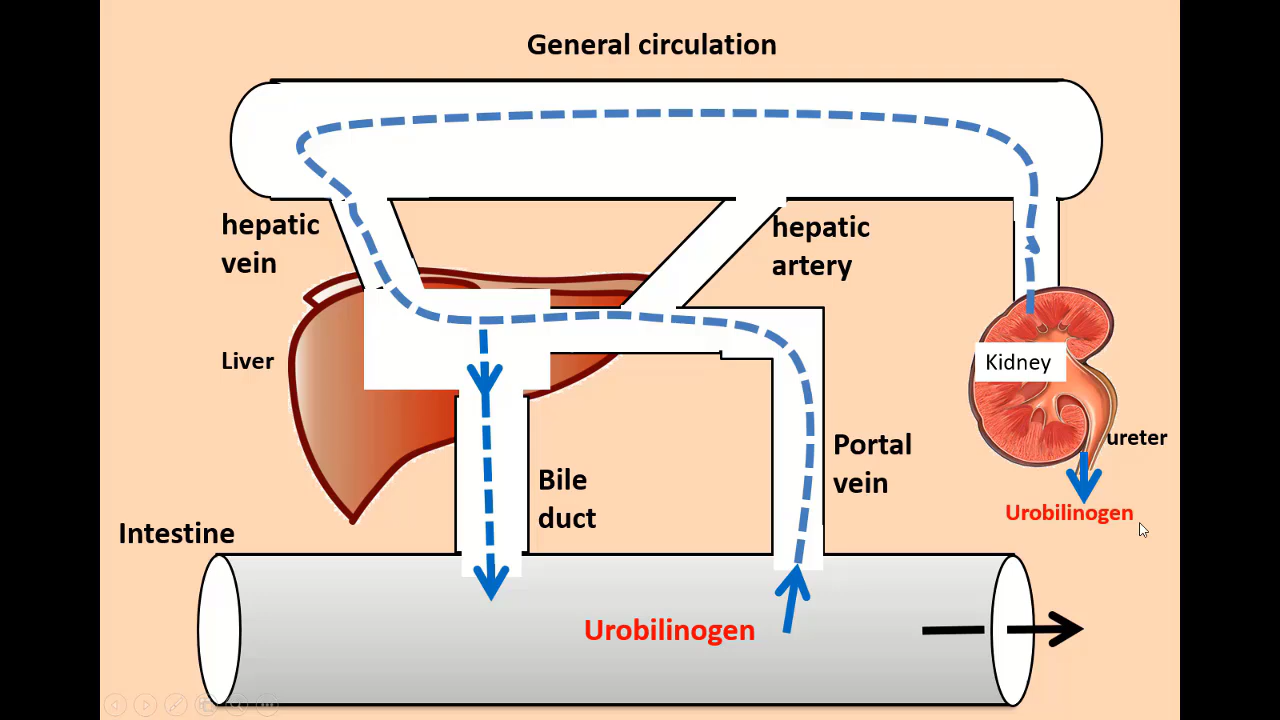 General circulation
hepatic
vein
hepatic
artery
Liver
Kidney
Portal
vein
ureter
Bile
duct
Urobilinogen
Intestine
Urobilinogen